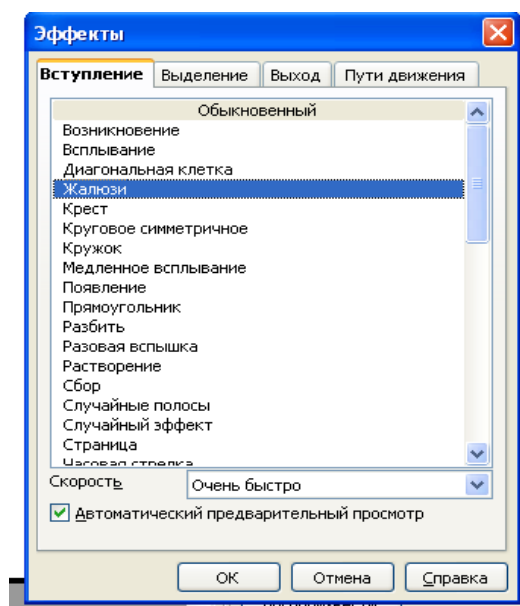 Эффекты
Вступление Выделение Выход Пути движения
Обыкновенный
Возникновение
Всплывание
Диагональная клетка
Жалюзи
Крест
Круговое симметричное
Кружок
Медленное всплывание
Появление
Прямоугольник
Разбить
Разовая вспышка
Растворение
Сбор
Случайные полосы
Случайный эффект
Страница
Часовая стрелка
Скорость Очень быстро
Автоматический предварительный просмотр
ОК Отмена Справка